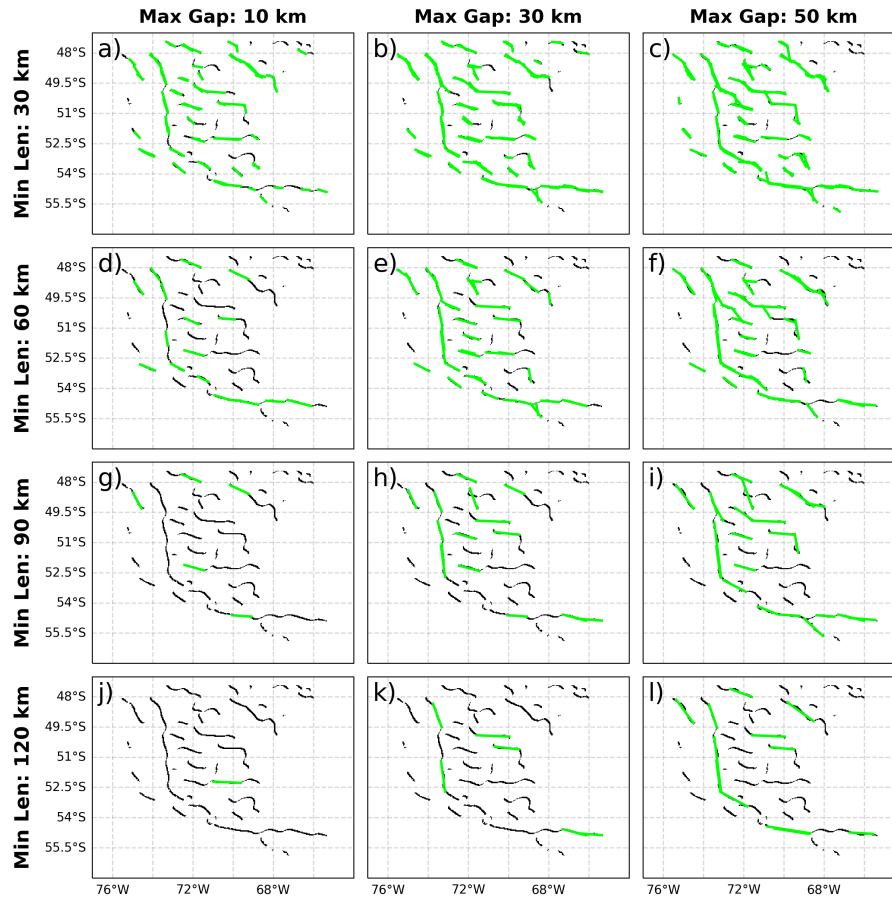 Max Gap: 10 km Max Gap: 30 km Max Gap: 50 km
Min Len: 30 km
a) b) c)
48°S
49.5°S
51°S
52.5°S
54°S
55.5°S
Min Len: 60 km
d) e) f)
48°S
49.5°S
51°S
52.5°S
54°S
55.5°S
Min Len: 90 km
g) h) i)
48°S
49.5°S
51°S
52.5°S
54°S
55.5°S
Min Len: 120 km
j) k) l)
48°S
49.5°S
51°S
52.5°S
54°S
55.5°S
76°W 72°W 68°W 76°W 72°W 68°W 76°W 72°W 68°W